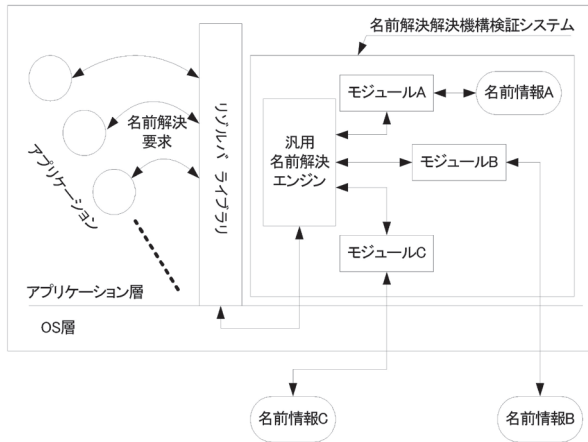 名前解決解決機構検証システム
モジュールA
名前情報A
名前解決
要求
リゾルバ ライブラリ
汎用
名前解決
エンジン
モジュールB
アプリケーション
モジュールC
アプリケーション層
OS層
名前情報C
名前情報B